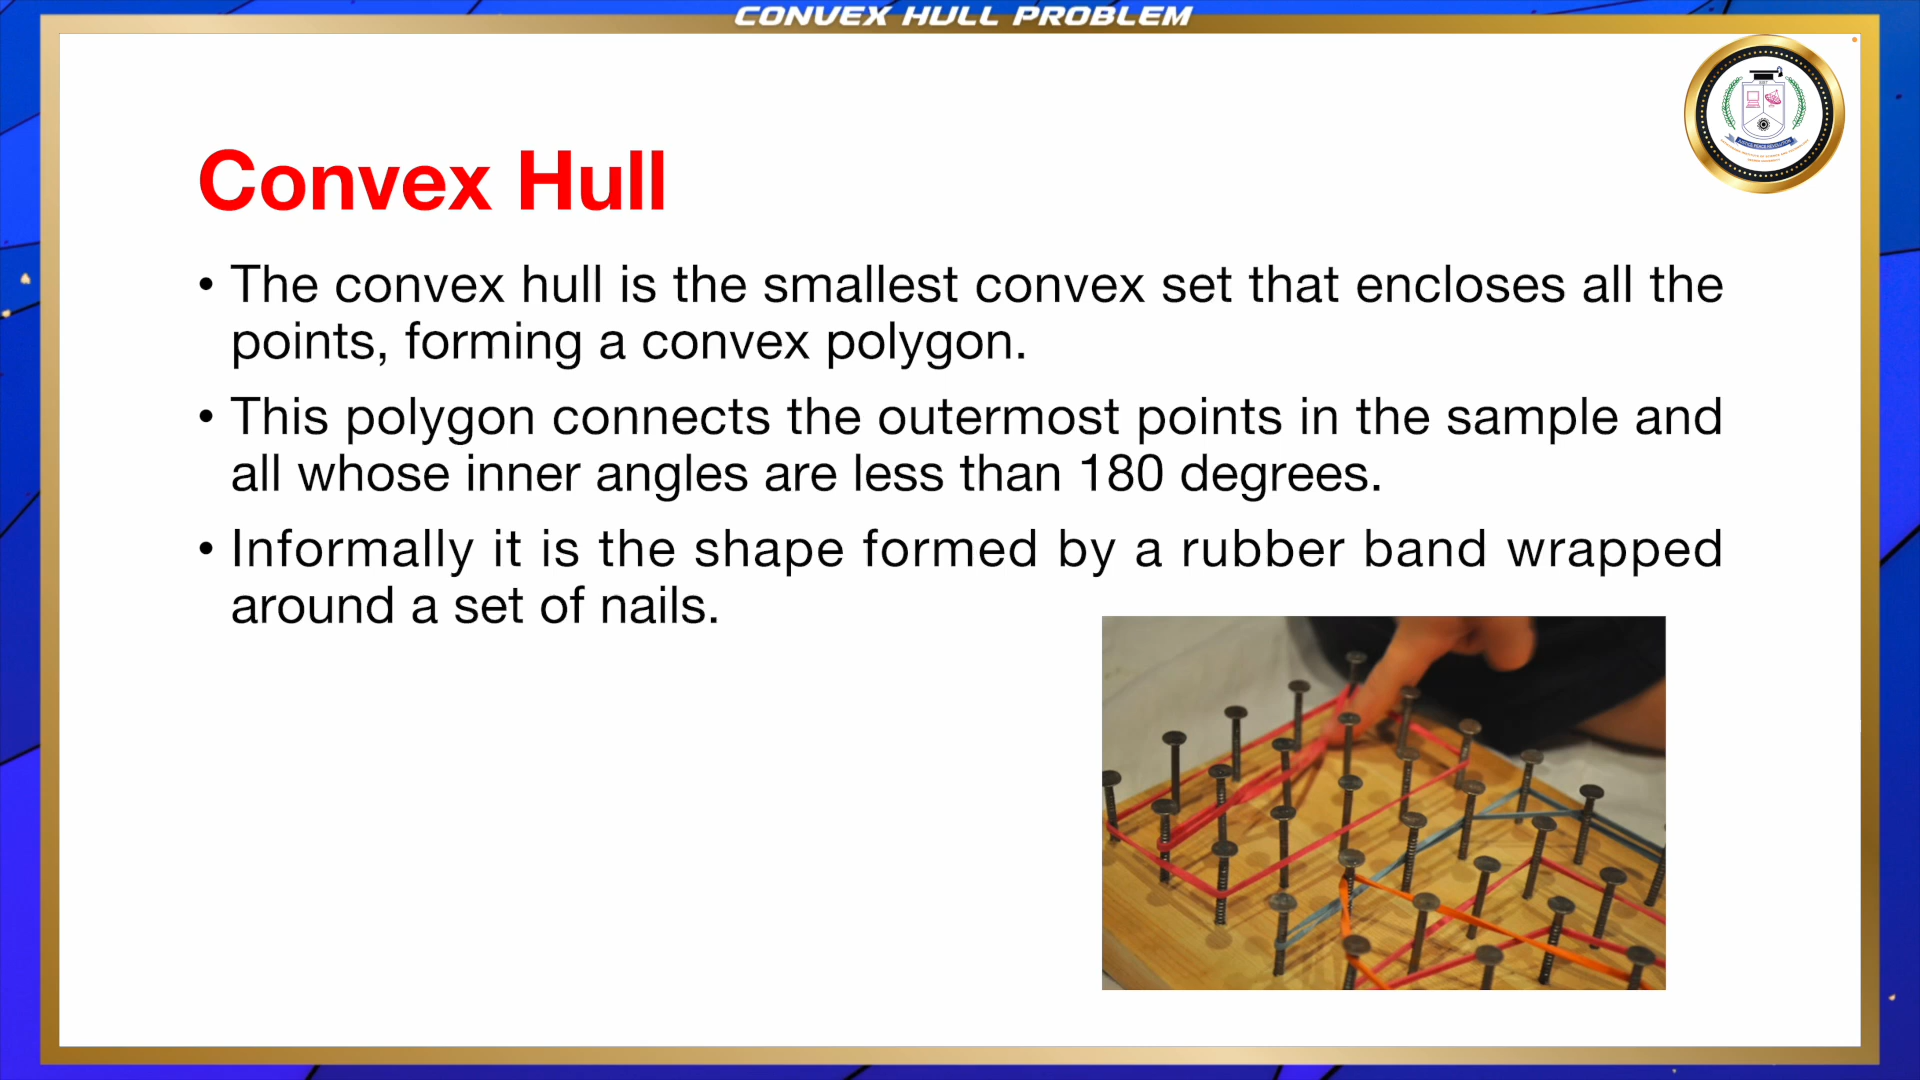 CONVEX HULL PROBLEM
Convex Hull
• The convex hull is the smallest convex set that encloses all the
points, forming a convex polygon.
• This polygon connects the outermost points in the sample and
all whose inner angles are less than 180 degrees.
• Informally it is the shape formed by a rubber band wrapped
around a set of nails.